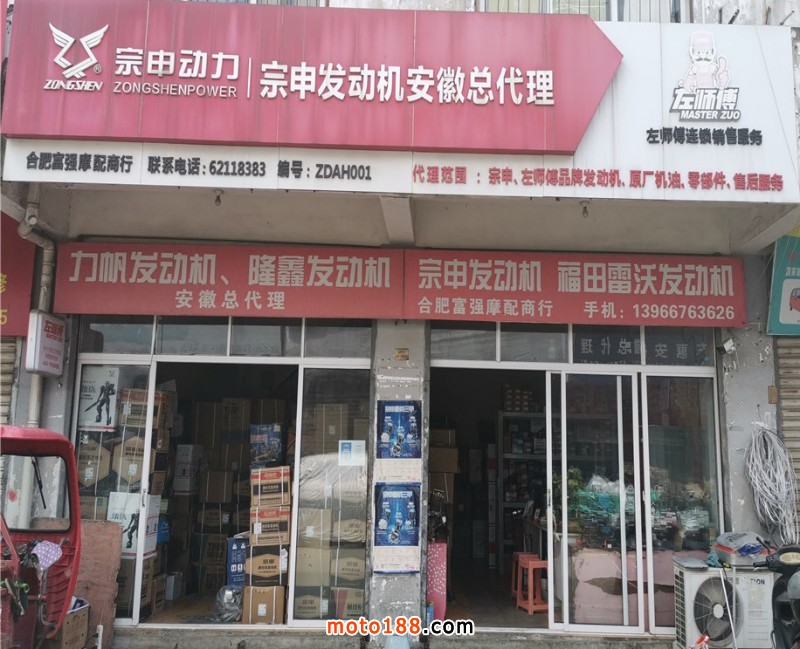 ZONGSHEN®
宗申动力
ZONGSHENPOWER
宗申发动机安徽总代理
左师傅
MASTER ZUO
左师傅连锁销售服务
合肥富强摩配商行 联系电话:62118383 编号:ZDAH001
代理范围 : 宗申、左师傅品牌发动机、原厂机油、零部件、售后服务
力帆发动机、隆鑫发动机
安徽总代理
宗申发动机 福田雷沃发动机
合肥富强摩配商行 手机:13966763626
左师傅
moto188.com